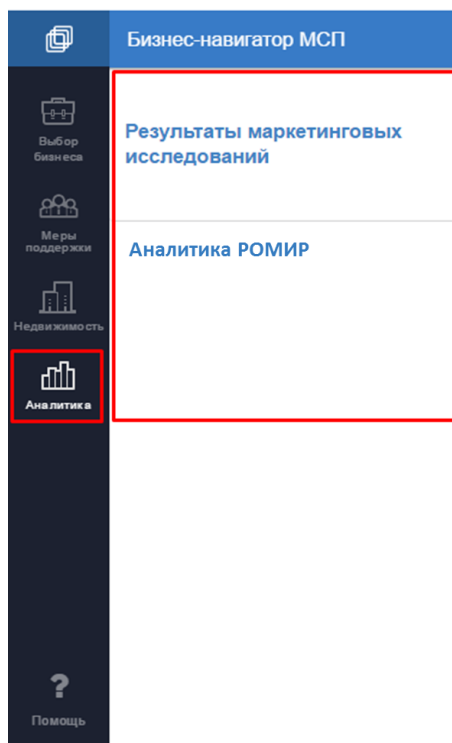 Бизнес-навигатор МСП
Выбор
бизнеса
Меры
поддержки
Недвижимость
Аналитика
?
Помощь
Результаты маркетинговых
исследований
Аналитика РОМИР